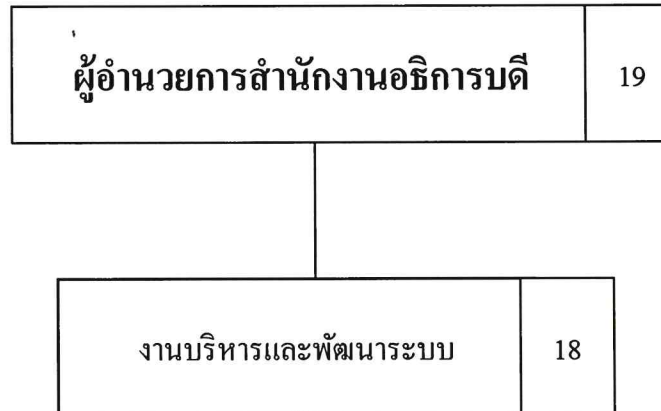 ผู้อำนวยการสำนักงานอธิการบดี 19
งานบริหารและพัฒนาระบบ 18